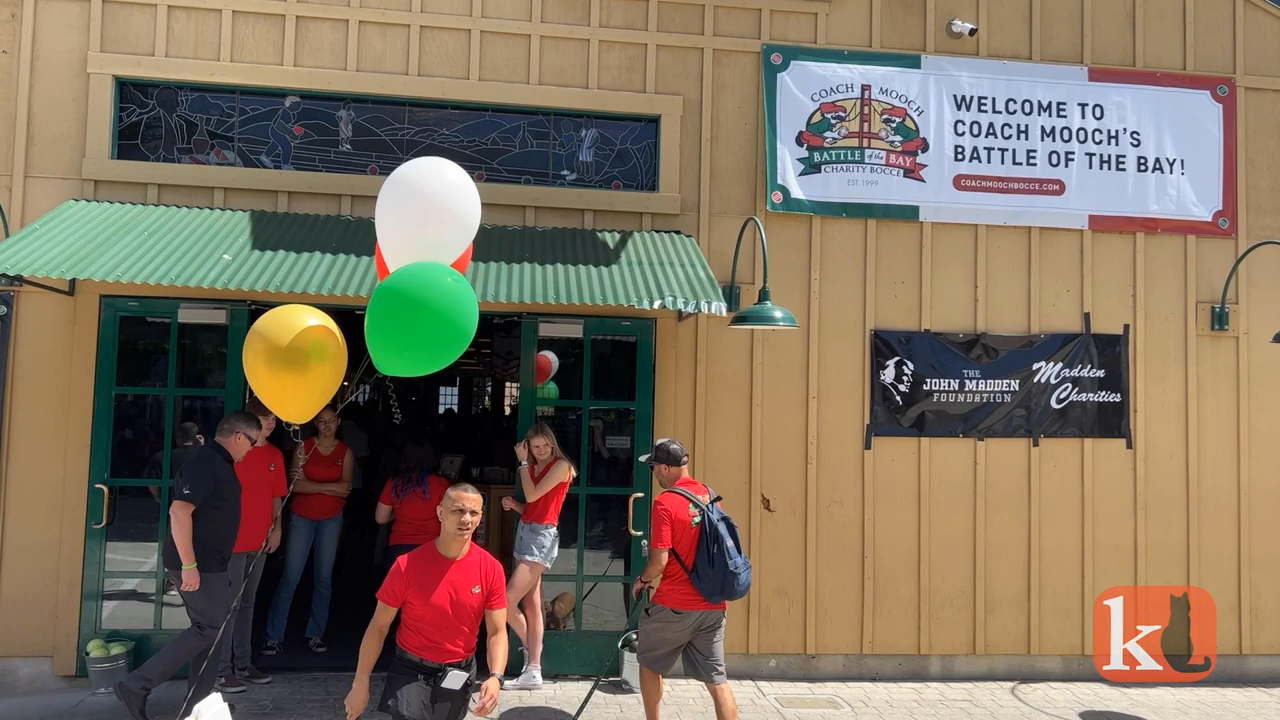 COACH MOOCH
BATTLE of the BAY
CHARITY BOCCE
EST. 1999
WELCOME TO
COACH MOOCH'S
BATTLE OF THE BAY!
COACHMOOCHBOCCE.COM
THE
JOHN MADDEN
FOUNDATION
Madden
Charities
k